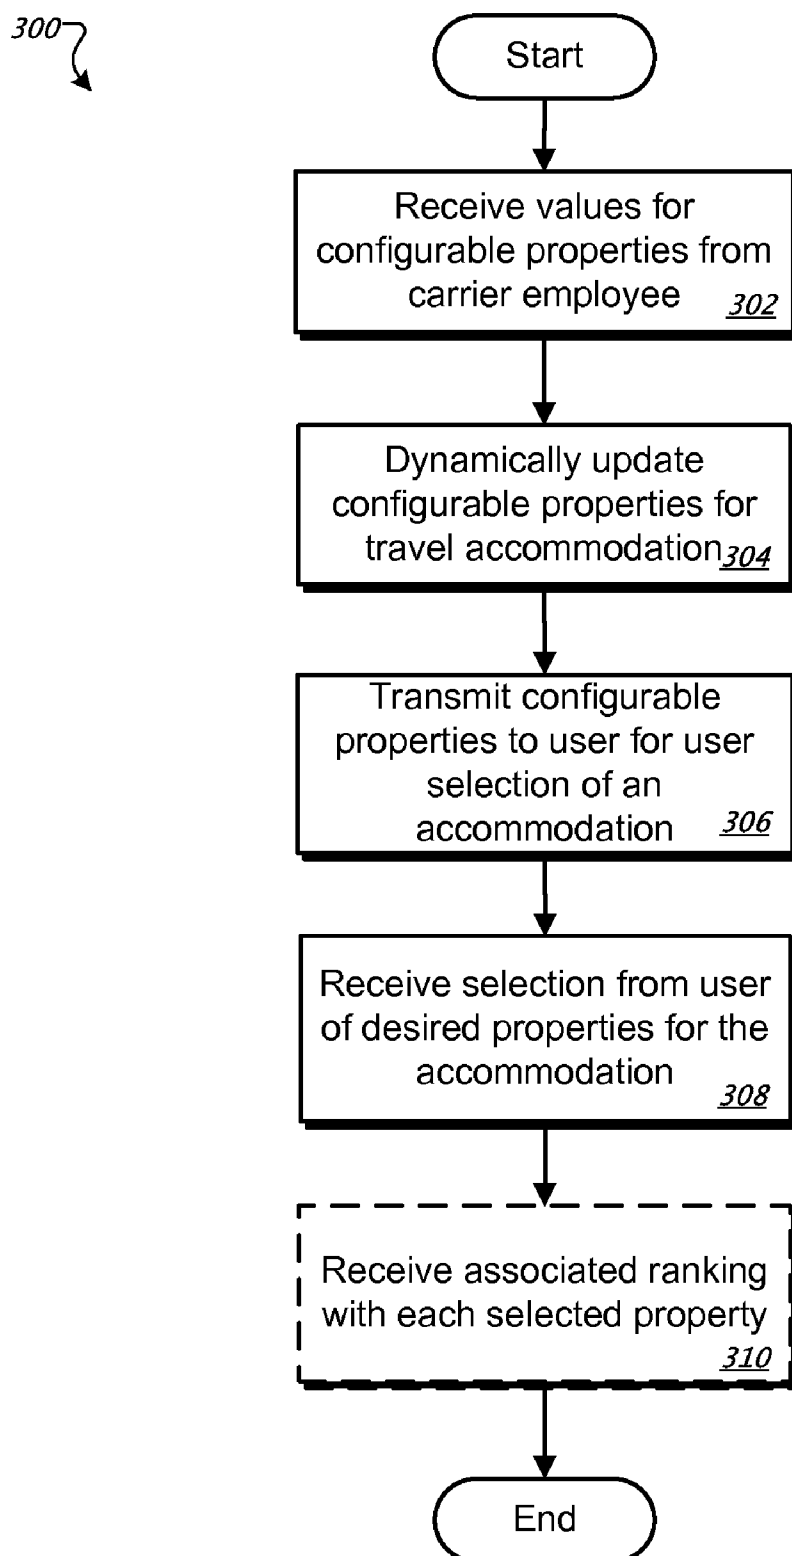 300
Start
Receive values for
configurable properties from
carrier employee
302
Dynamically update
configurable properties for
travel accommodation
304
Transmit configurable
properties to user for user
selection of an
accommodation
306
Receive selection from user
of desired properties for the
accommodation
308
Receive associated ranking
with each selected property
310
End